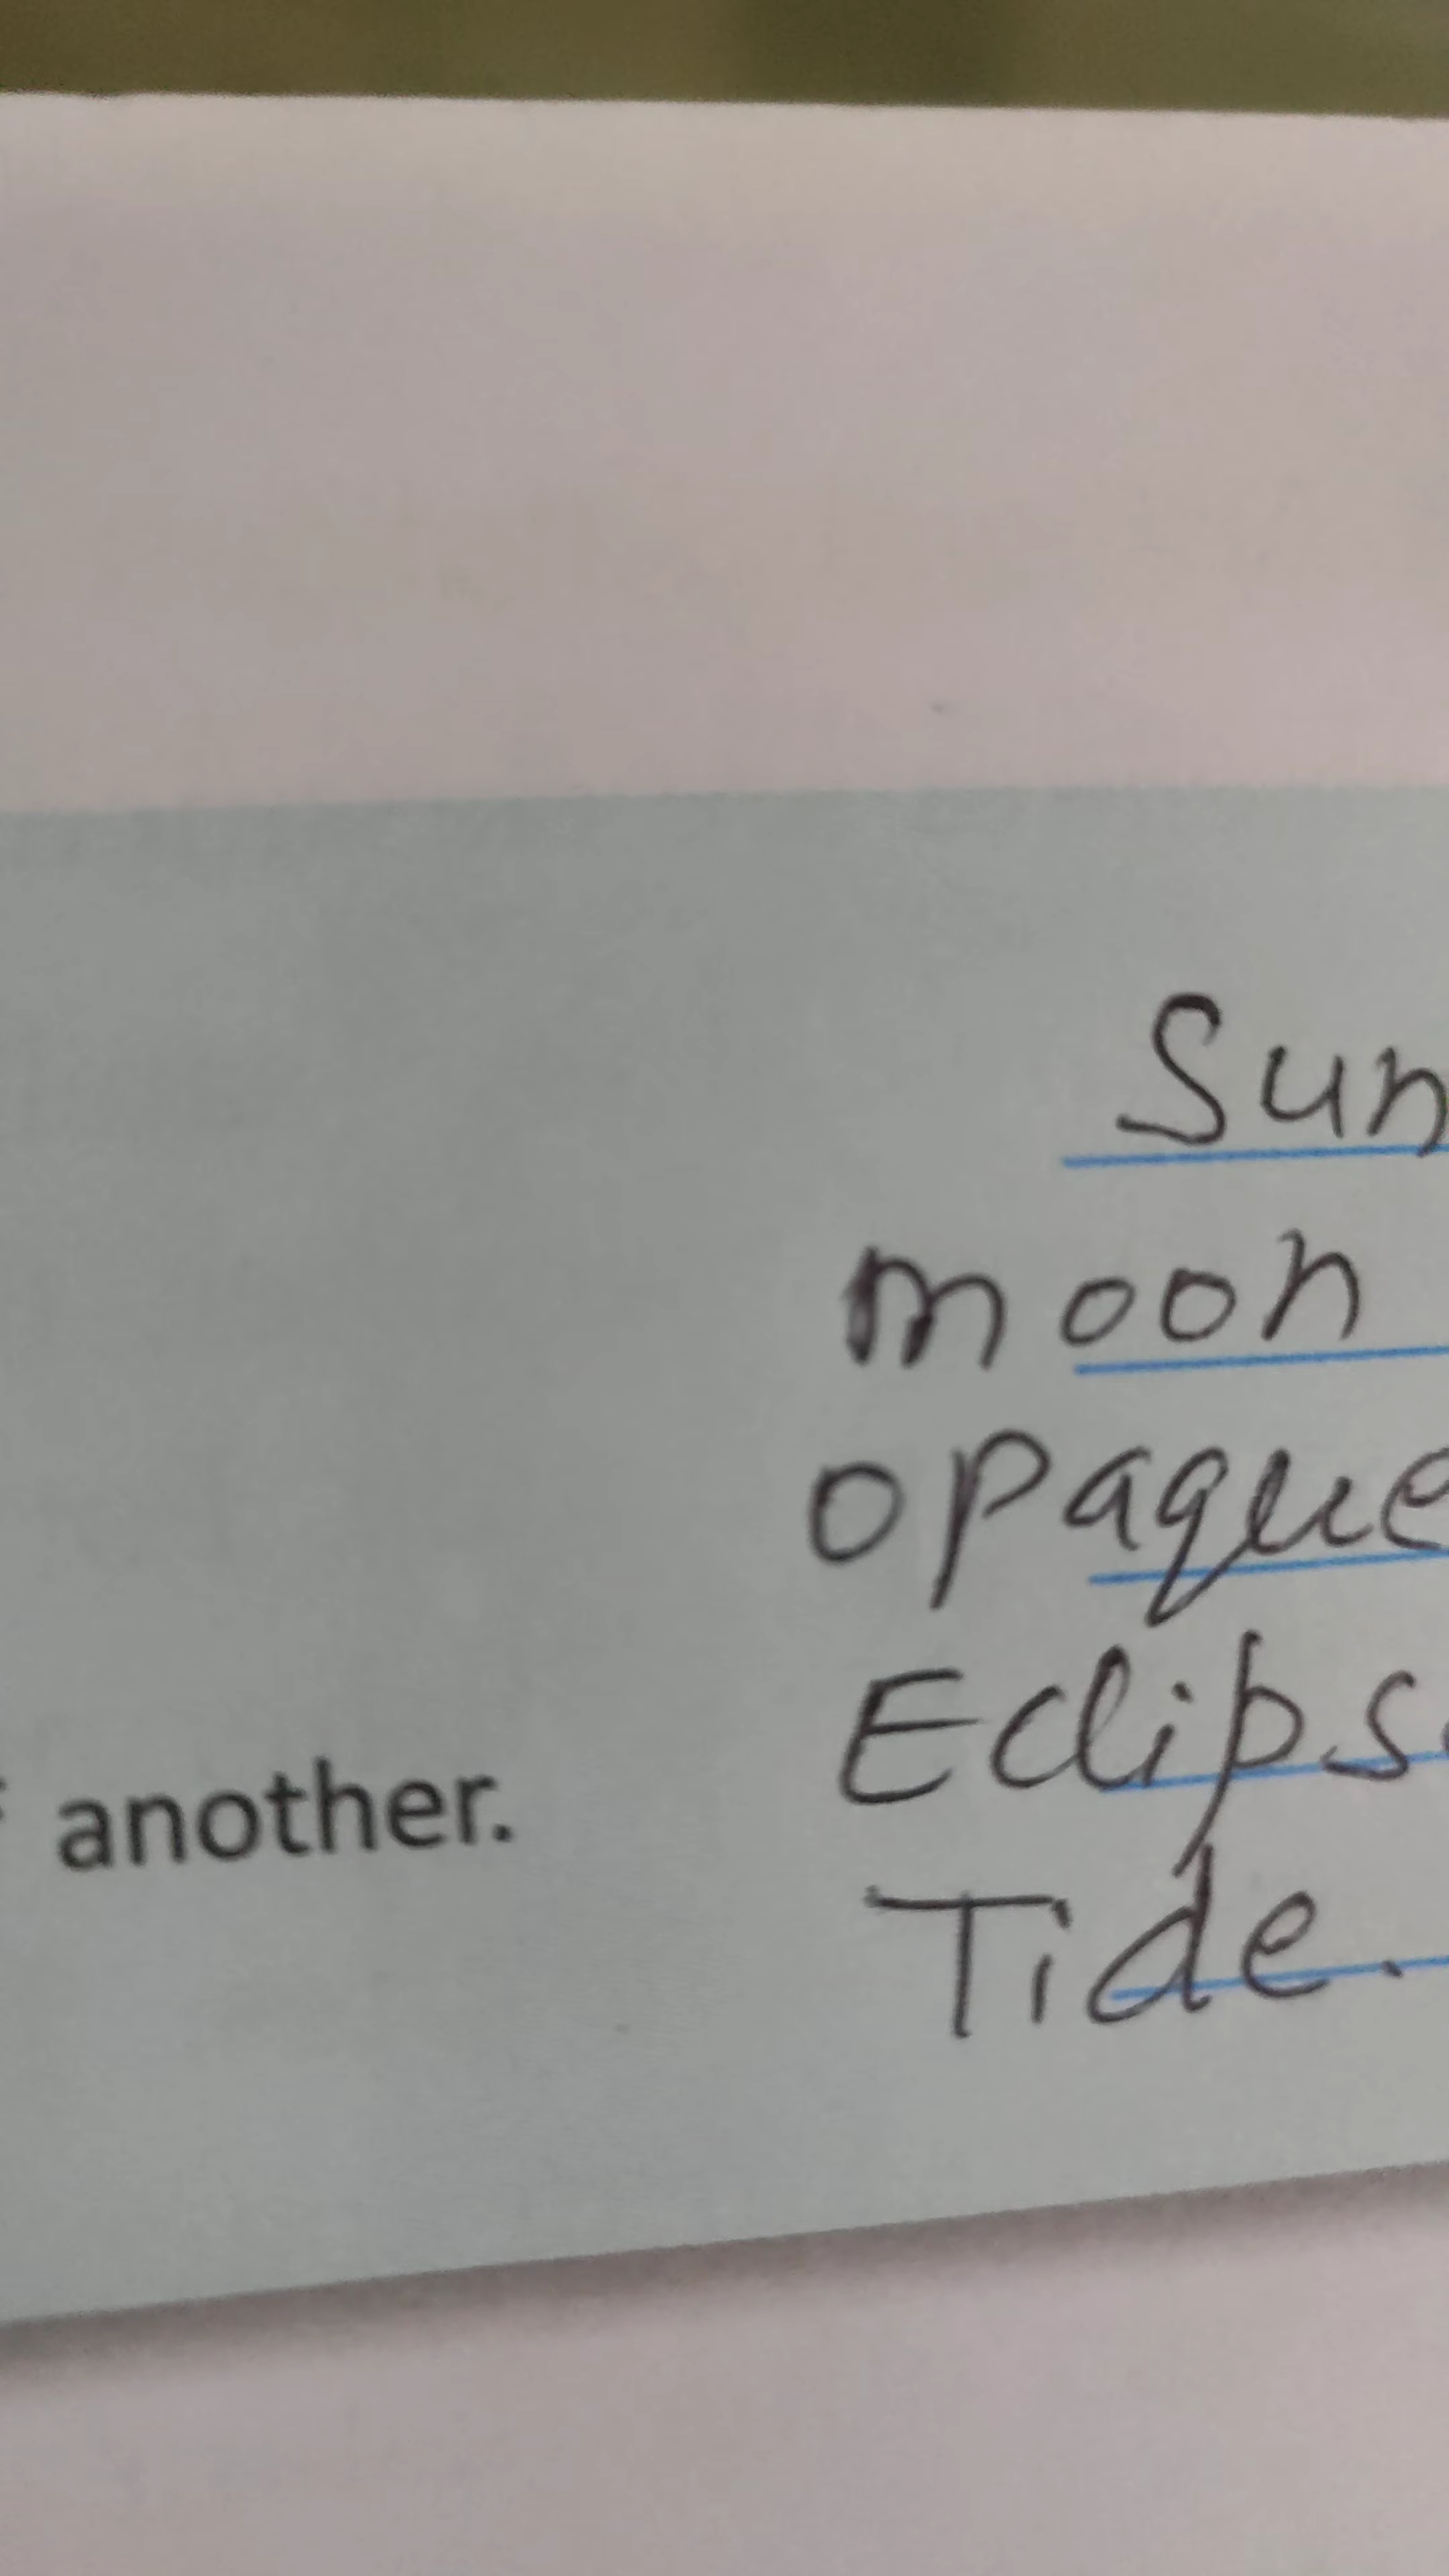 Sun
moon
opaque
Eclips
another.
Tide.